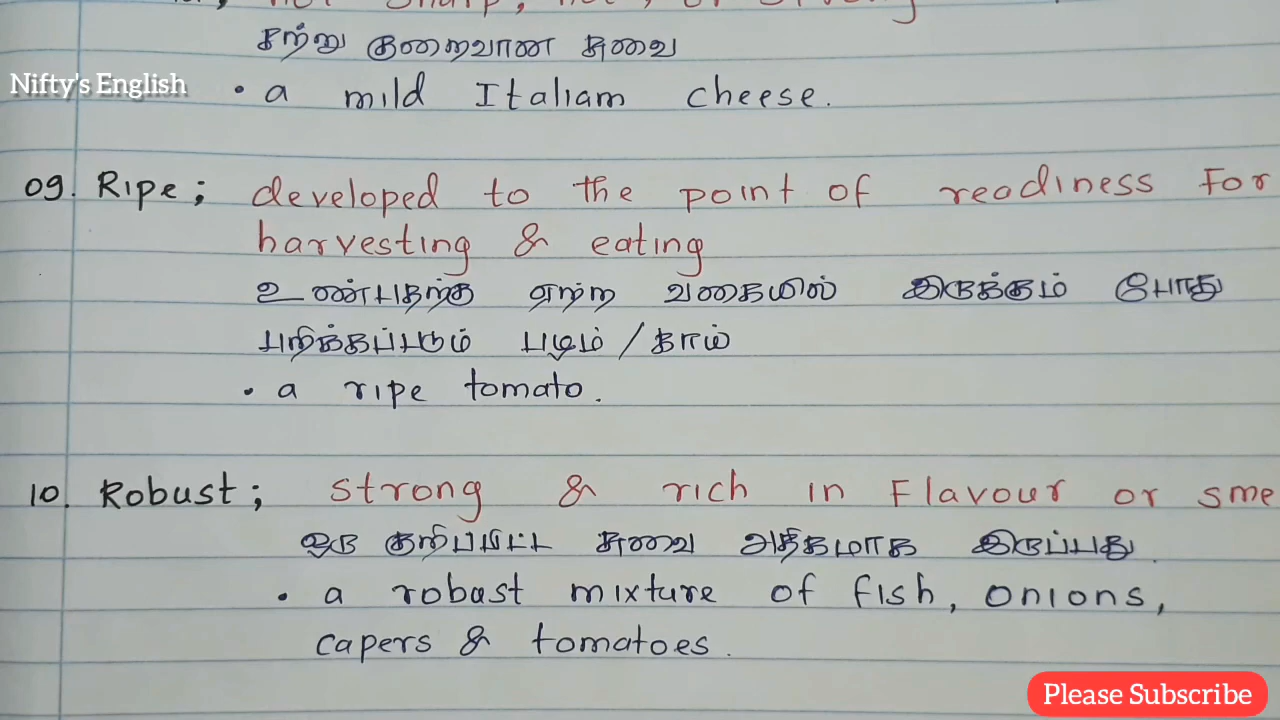 சற்று குறைவான சுவை
Nifty's English
• a mild Italiam cheese.
09. Ripe; developed to the point of readiness For
harvesting & eating
உண்பதற்கு ஏற்ற வகையில் இருக்கும் போது
பறிக்கப்படும் பழம் / காய்
• a ripe tomato.
10. Robust; strong & rich in Flavour or sme
ஒரு குறிப்பிட்ட சுவை அதிகமாக இருப்பது.
• a robust mixture of fish, onions,
capers & tomatoes.
Please Subscribe